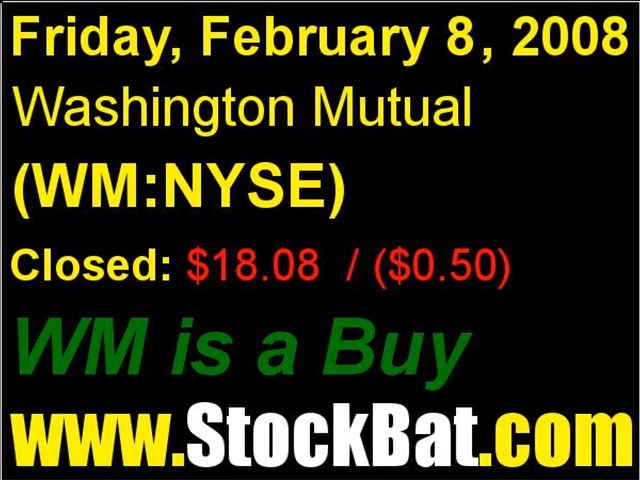 Friday, February 8, 2008
Washington Mutual
(WM:NYSE)
Closed: $18.08 / ($0.50)
WM is a Buy
www.StockBat.com